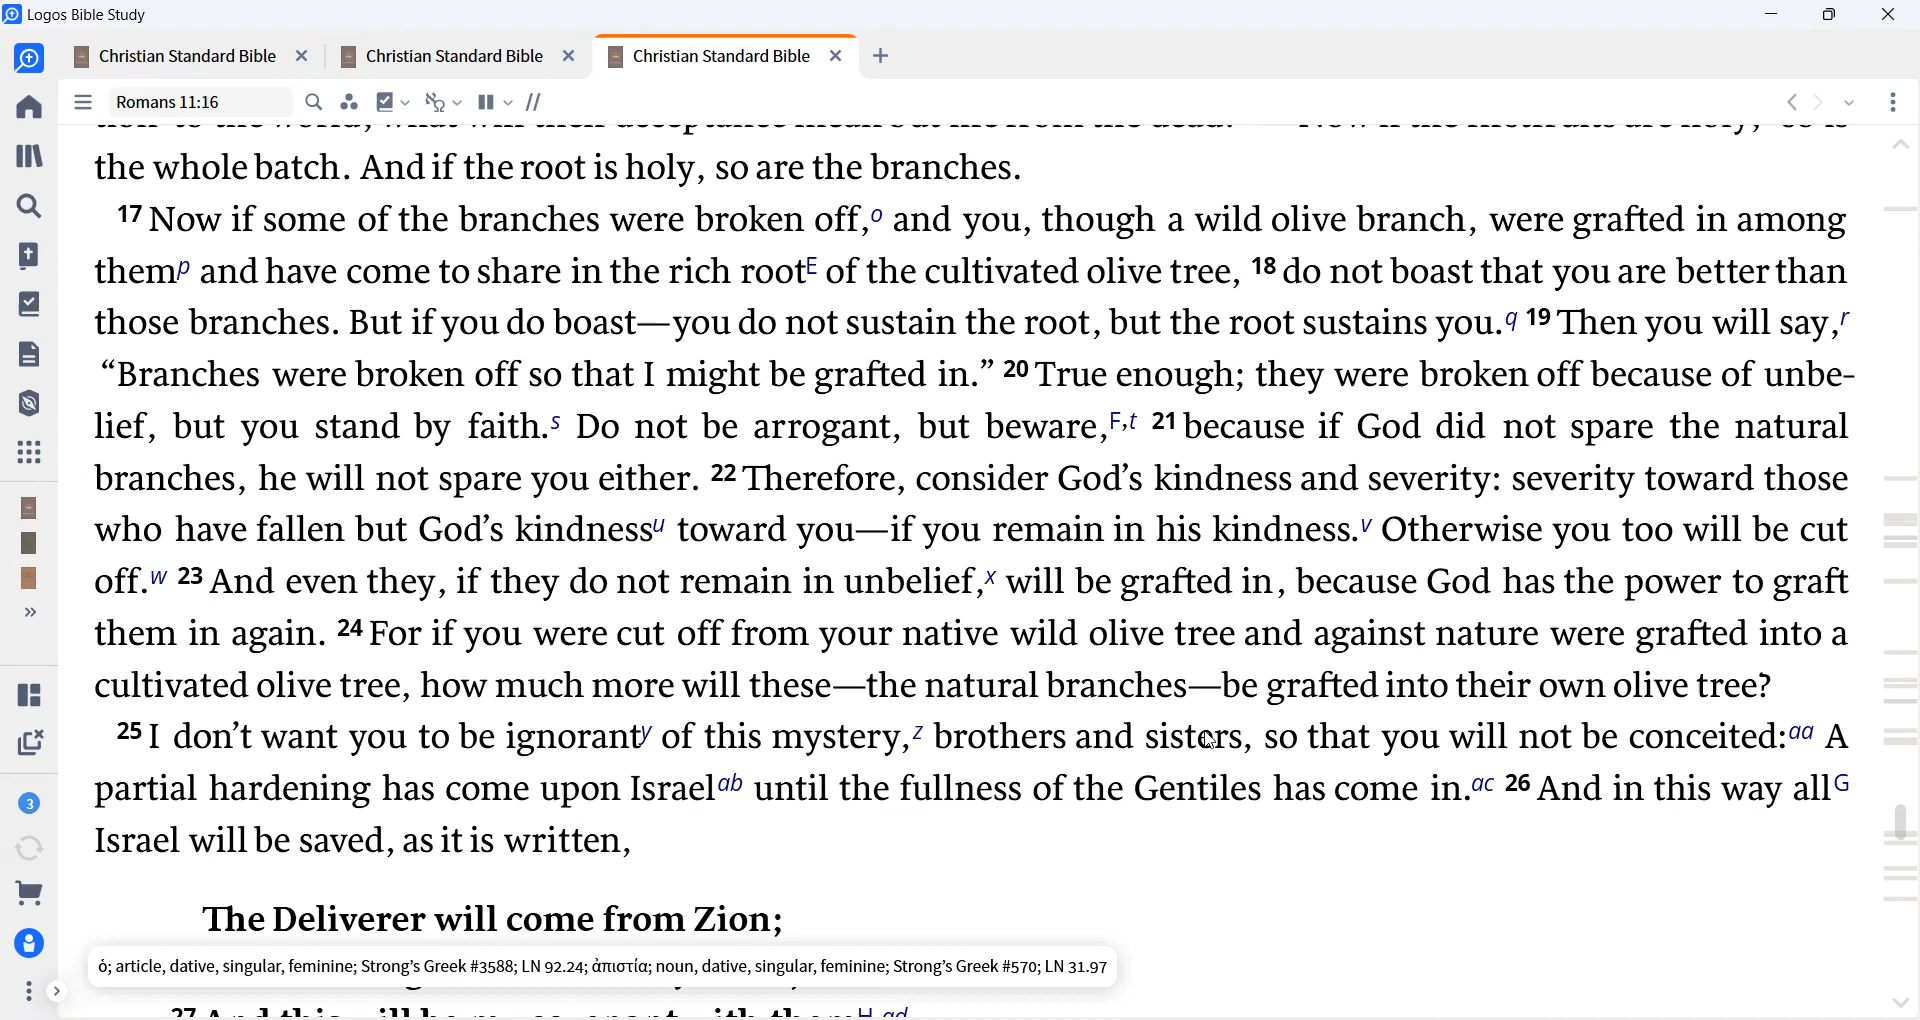 Logos Bible Study
Christian Standard Bible
Christian Standard Bible
Christian Standard Bible
Romans 11:16
the whole batch. And if the root is holy, so are the branches.
17 Now if some of the branches were broken off,o and you, though a wild olive branch, were grafted in among
themp and have come to share in the rich rootE of the cultivated olive tree, 18 do not boast that you are better than
those branches. But if you do boast—you do not sustain the root, but the root sustains you.q 19 Then you will say,r
“Branches were broken off so that I might be grafted in.” 20 True enough; they were broken off because of unbe-
lief, but you stand by faith.s Do not be arrogant, but beware,F,t 21 because if God did not spare the natural
branches, he will not spare you either. 22 Therefore, consider God’s kindness and severity: severity toward those
who have fallen but God’s kindnessu toward you—if you remain in his kindness.v Otherwise you too will be cut
off.w 23 And even they, if they do not remain in unbelief,x will be grafted in, because God has the power to graft
them in again. 24 For if you were cut off from your native wild olive tree and against nature were grafted into a
cultivated olive tree, how much more will these—the natural branches—be grafted into their own olive tree?
25 I don’t want you to be ignoranty of this mystery,z brothers and sisters, so that you will not be conceited:aa A
partial hardening has come upon Israelab until the fullness of the Gentiles has come in.ac 26 And in this way allG
Israel will be saved, as it is written,
The Deliverer will come from Zion;
3
ὁ; article, dative, singular, feminine; Strong’s Greek #3588; LN 92.24; ἀπιστία; noun, dative, singular, feminine; Strong’s Greek #570; LN 31.97